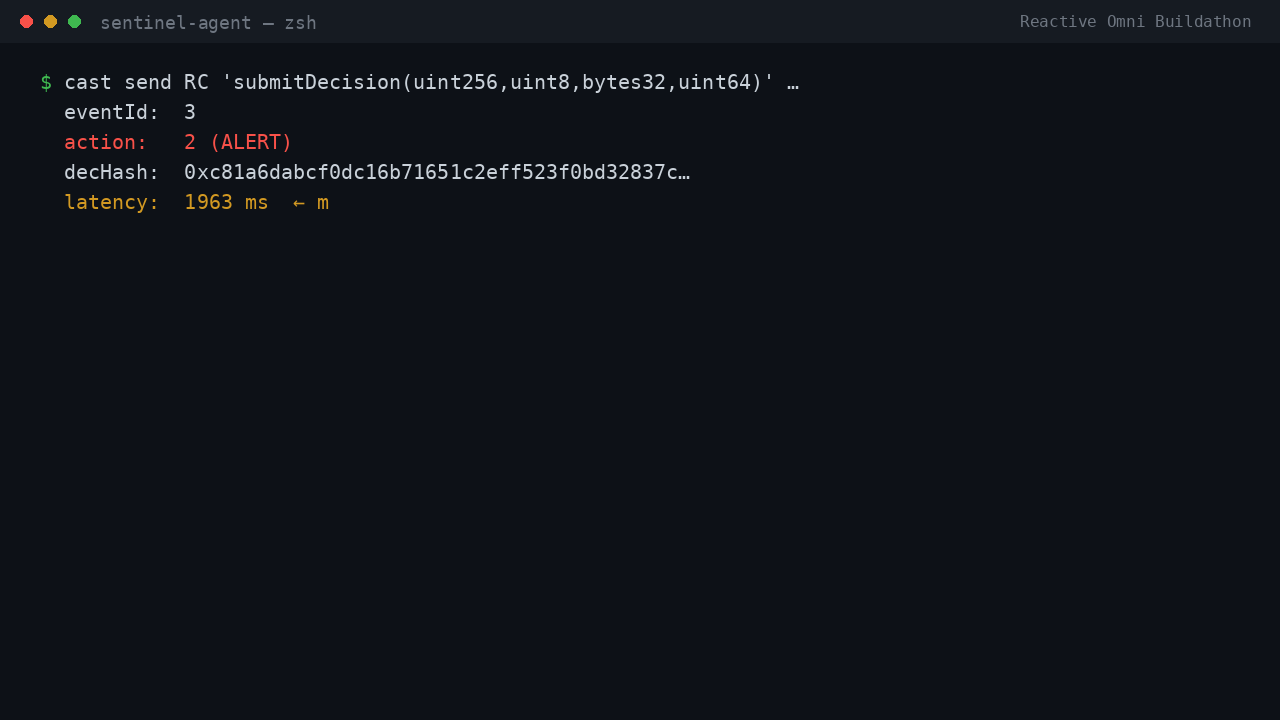 sentinel-agent — zsh
Reactive Omni Buildathon
$ cast send RC 'submitDecision(uint256,uint8,bytes32,uint64)' …
eventId: 3
action: 2 (ALERT)
decHash: 0xc81a6dabcf0dc16b71651c2eff523f0bd32837c…
latency: 1963 ms ← m